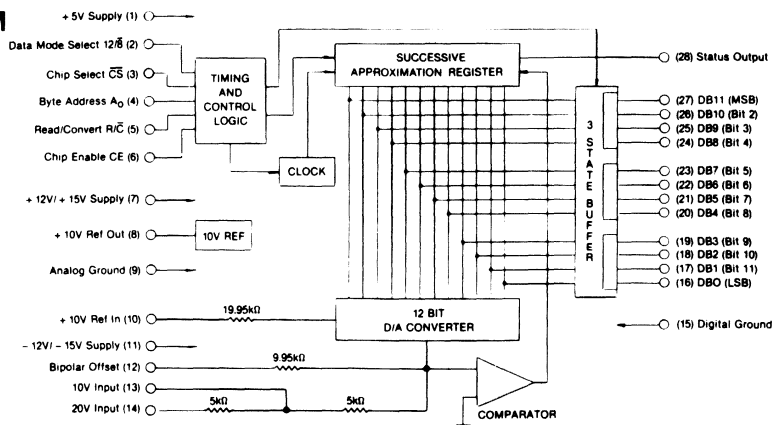 + 5V Supply (1)
Data Mode Select 12/8̅ (2)
Chip Select C̅S̅ (3)
Byte Address A₀ (4)
Read/Convert R/C̅ (5)
Chip Enable CE (6)
+ 12V/ + 15V Supply (7)
+ 10V Ref Out (8)
Analog Ground (9)
+ 10V Ref In (10)
- 12V/ - 15V Supply (11)
Bipolar Offset (12)
10V Input (13)
20V Input (14)
TIMING
AND
CONTROL
LOGIC
CLOCK
10V REF
19.95kΩ
9.95kΩ
5kΩ
5kΩ
SUCCESSIVE
APPROXIMATION REGISTER
12 BIT
D/A CONVERTER
COMPARATOR
3
STATE
BUFFER
(28) Status Output
(27) DB11 (MSB)
(26) DB10 (Bit 2)
(25) DB9 (Bit 3)
(24) DB8 (Bit 4)
(23) DB7 (Bit 5)
(22) DB6 (Bit 6)
(21) DB5 (Bit 7)
(20) DB4 (Bit 8)
(19) DB3 (Bit 9)
(18) DB2 (Bit 10)
(17) DB1 (Bit 11)
(16) DBO (LSB)
(15) Digital Ground